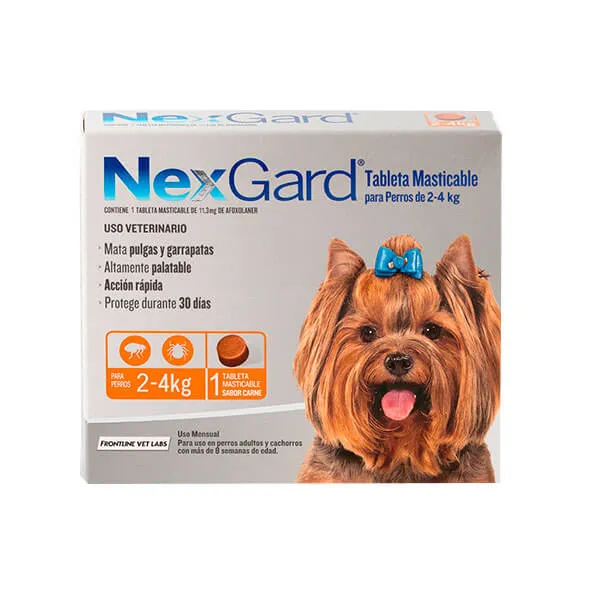 2-4kg
NexGard®
Tableta Masticable
para Perros de 2-4 kg
CONTIENE 1 TABLETA MASTICABLE DE 11,3mg DE AFOXOLANER
USO VETERINARIO
• Mata pulgas y garrapatas
• Altamente palatable
• Acción rápida
• Protege durante 30 días
PARA
PERROS
2-4kg
1 TABLETA
MASTICABLE
SABOR CARNE
FRONTLINE VET LABS
Uso Mensual
Para uso en perros adultos y cachorros
con más de 8 semanas de edad.